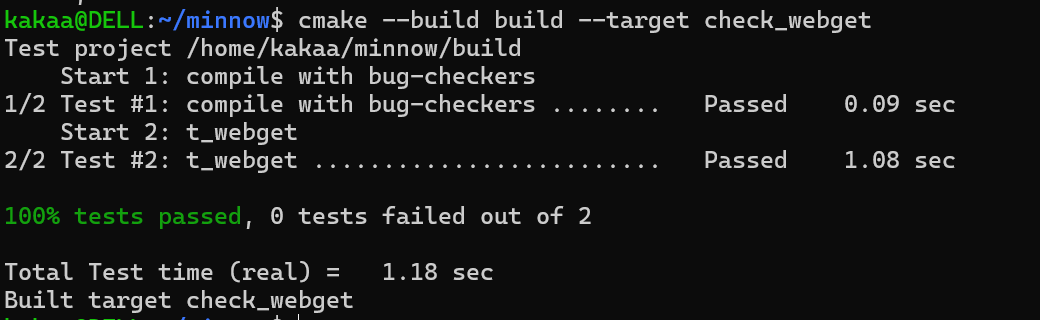 kakaa@DELL:~/minnow$ cmake --build build --target check_webget
Test project /home/kakaa/minnow/build
    Start 1: compile with bug-checkers
1/2 Test #1: compile with bug-checkers ........   Passed    0.09 sec
    Start 2: t_webget
2/2 Test #2: t_webget .........................   Passed    1.08 sec

100% tests passed, 0 tests failed out of 2

Total Test time (real) =   1.18 sec
Built target check_webget